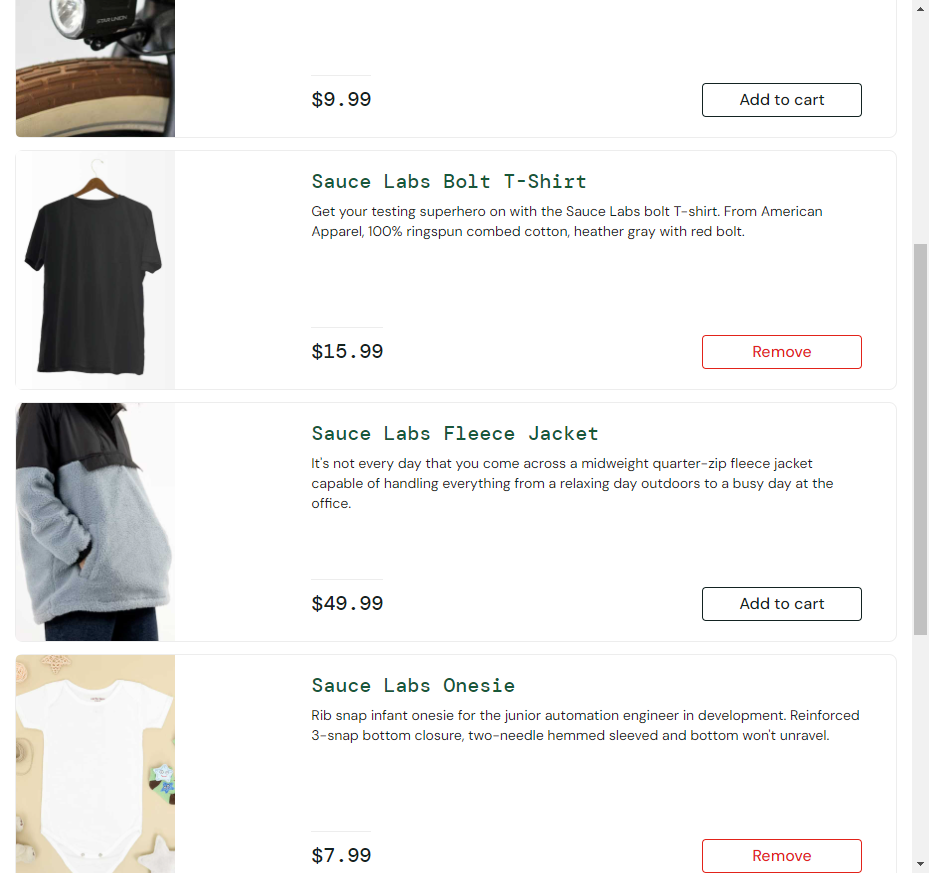 $9.99
Add to cart
Sauce Labs Bolt T-Shirt
Get your testing superhero on with the Sauce Labs bolt T-shirt. From American
Apparel, 100% ringspun combed cotton, heather gray with red bolt.
$15.99
Remove
Sauce Labs Fleece Jacket
It's not every day that you come across a midweight quarter-zip fleece jacket
capable of handling everything from a relaxing day outdoors to a busy day at the
office.
$49.99
Add to cart
Sauce Labs Onesie
Rib snap infant onesie for the junior automation engineer in development. Reinforced
3-snap bottom closure, two-needle hemmed sleeved and bottom won't unravel.
$7.99
Remove